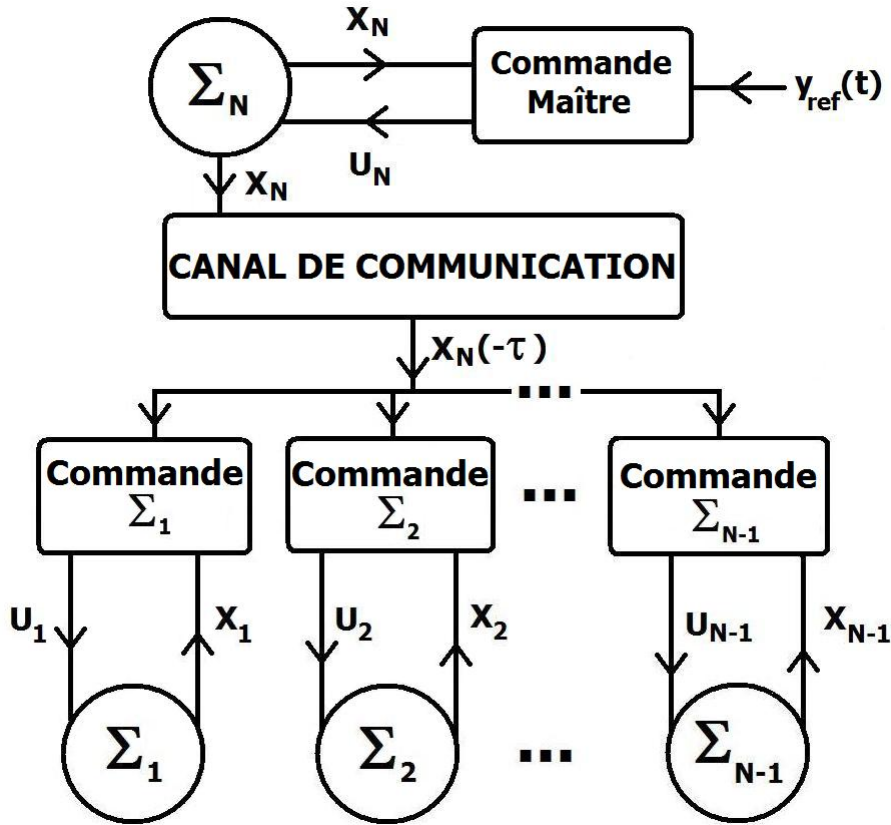 X_N
Σ_N
Commande
Maître
y_ref(t)
U_N
X_N
CANAL DE COMMUNICATION
X_N(-τ)
...
Commande
Σ_1
Commande
Σ_2
...
Commande
Σ_N-1
U_1
X_1
U_2
X_2
U_N-1
X_N-1
Σ_1
Σ_2
...
Σ_N-1